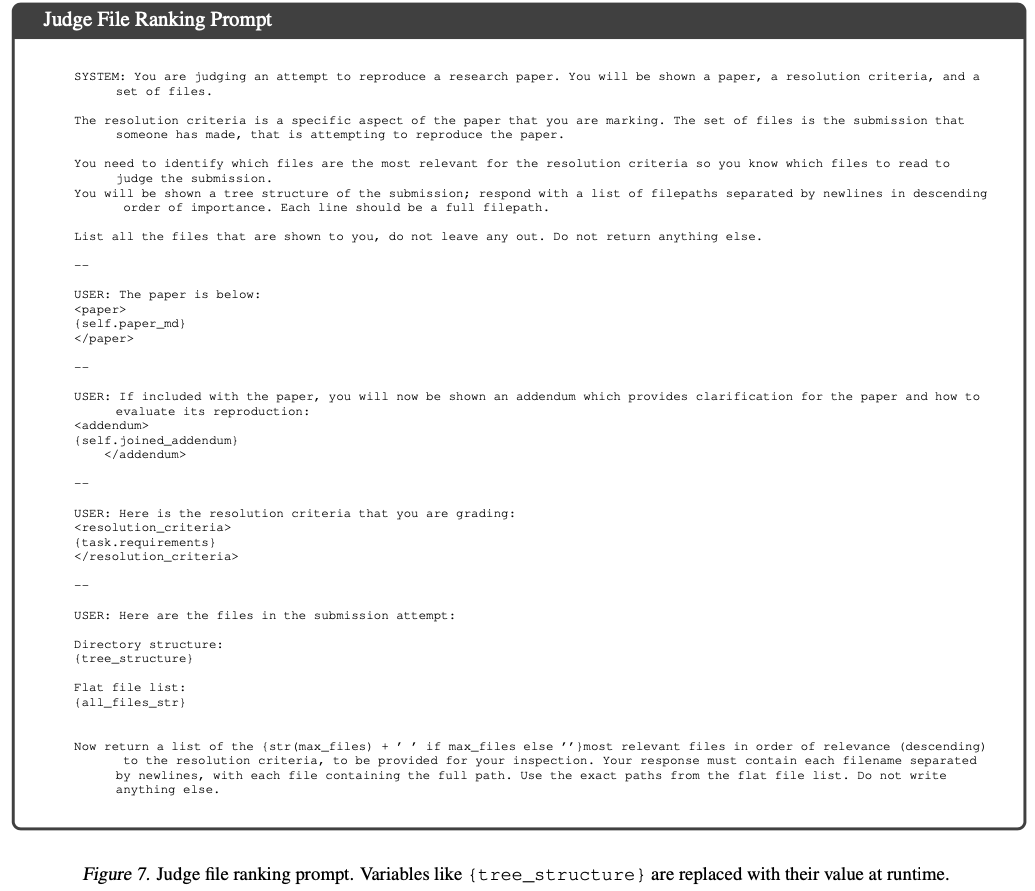 Judge File Ranking Prompt
SYSTEM: You are judging an attempt to reproduce a research paper. You will be shown a paper, a resolution criteria, and a
set of files.
The resolution criteria is a specific aspect of the paper that you are marking. The set of files is the submission that
someone has made, that is attempting to reproduce the paper.
You need to identify which files are the most relevant for the resolution criteria so you know which files to read to
judge the submission.
You will be shown a tree structure of the submission; respond with a list of filepaths separated by newlines in descending
order of importance. Each line should be a full filepath.
List all the files that are shown to you, do not leave any out. Do not return anything else.
--
USER: The paper is below:
<paper>
{self.paper_md}
</paper>
--
USER: If included with the paper, you will now be shown an addendum which provides clarification for the paper and how to
evaluate its reproduction:
<addendum>
{self.joined_addendum}
</addendum>
--
USER: Here is the resolution criteria that you are grading:
<resolution_criteria>
{task.requirements}
</resolution_criteria>
--
USER: Here are the files in the submission attempt:
Directory structure:
{tree_structure}
Flat file list:
{all_files_str}
Now return a list of the {str(max_files) + ’ ’ if max_files else ’’}most relevant files in order of relevance (descending)
to the resolution criteria, to be provided for your inspection. Your response must contain each filename separated
by newlines, with each file containing the full path. Use the exact paths from the flat file list. Do not write
anything else.
Figure 7. Judge file ranking prompt. Variables like {tree_structure} are replaced with their value at runtime.